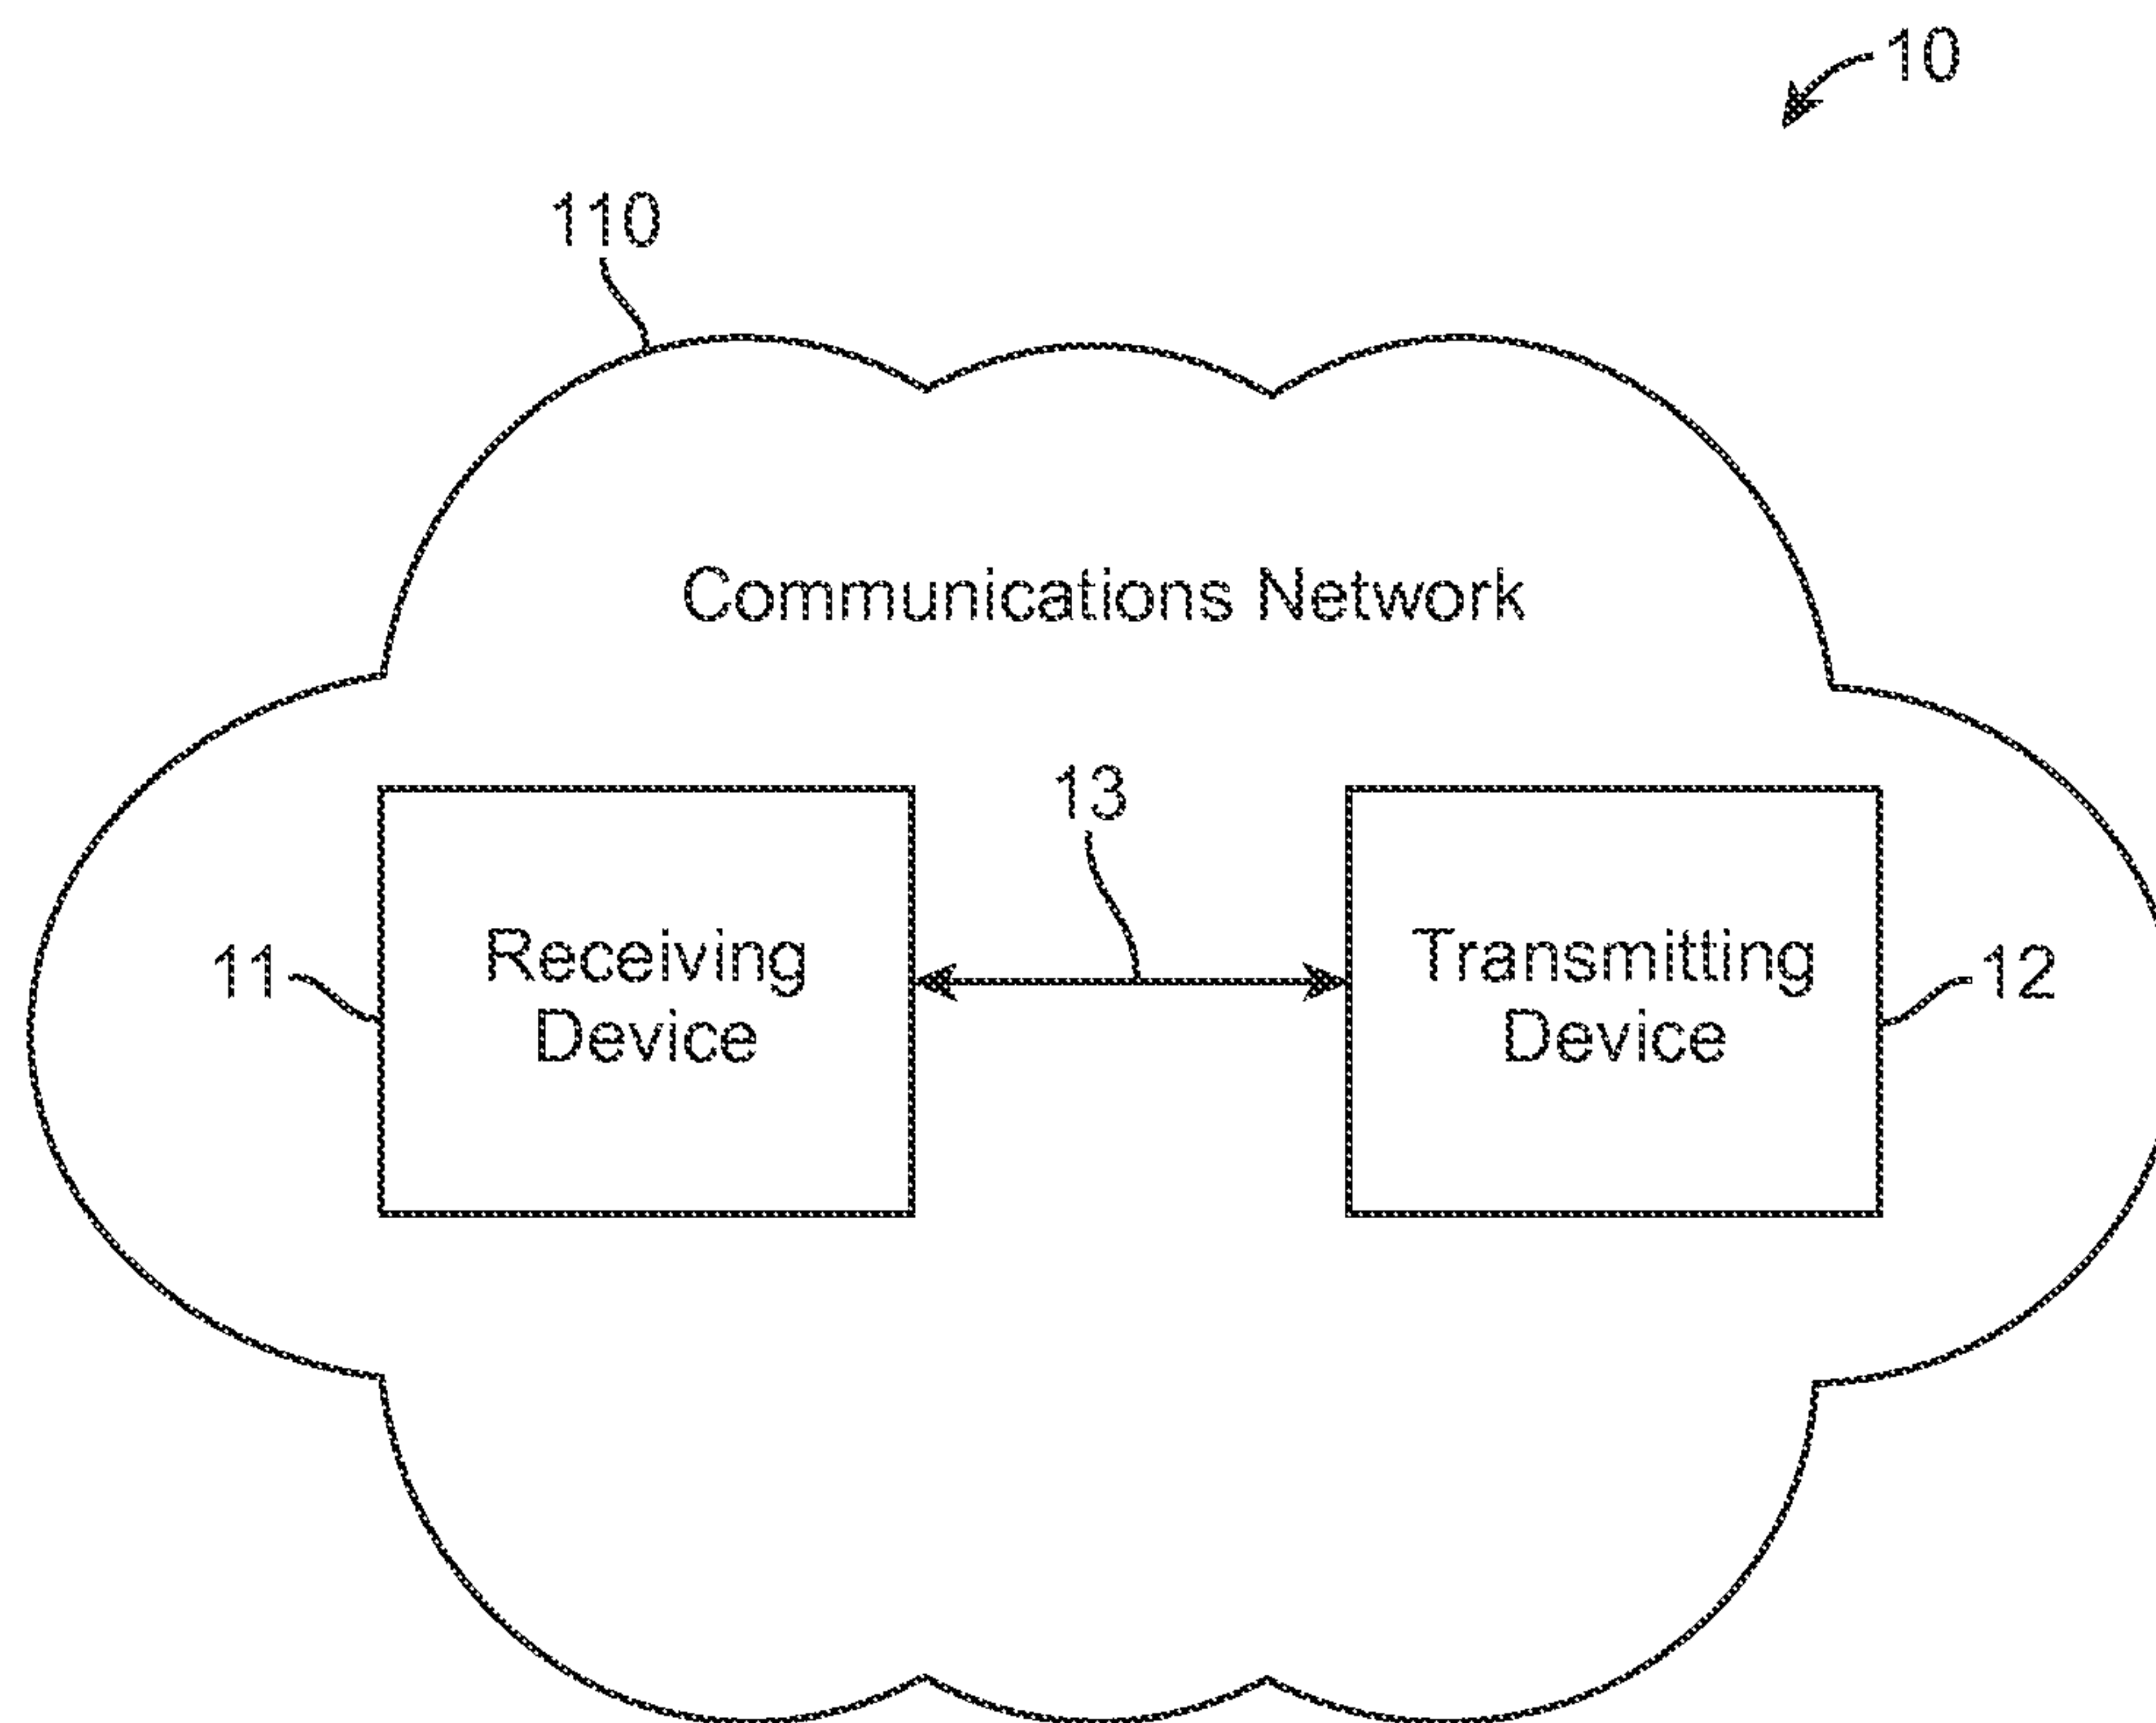 10
110
Communications Network
13
11
Receiving
Device
Transmitting
Device
12